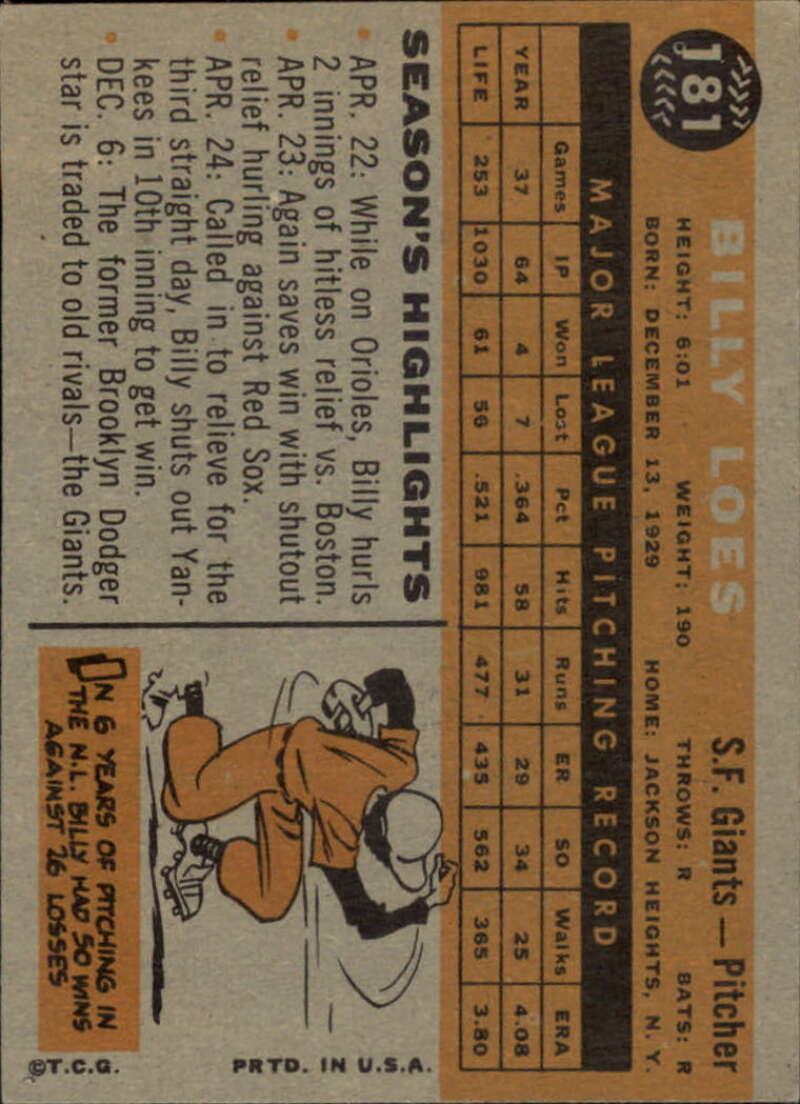 181
BILLY LOES
S.F. Giants — Pitcher
HEIGHT: 6:01 WEIGHT: 190 THROWS: R BATS: R
BORN: DECEMBER 13, 1929 HOME: JACKSON HEIGHTS, N. Y.
MAJOR LEAGUE PITCHING RECORD
Games IP Won Lost Pct Hits Runs ER SO Walks ERA
YEAR 37 64 4 7 .364 58 31 29 34 25 4.08
LIFE 253 1030 61 56 .521 981 477 435 562 365 3.80
SEASON'S HIGHLIGHTS
• APR. 22: While on Orioles, Billy hurls
2 innings of hitless relief vs. Boston.
• APR. 23: Again saves win with shutout
relief hurling against Red Sox.
• APR. 24: Called in to relieve for the
third straight day, Billy shuts out Yan-
kees in 10th inning to get win.
• DEC. 6: The former Brooklyn Dodger
star is traded to old rivals—the Giants.
IN 6 YEARS OF PITCHING IN
THE N.L. BILLY HAD 50 WINS
AGAINST 26 LOSSES
©T.C.G. PRTD. IN U.S.A.